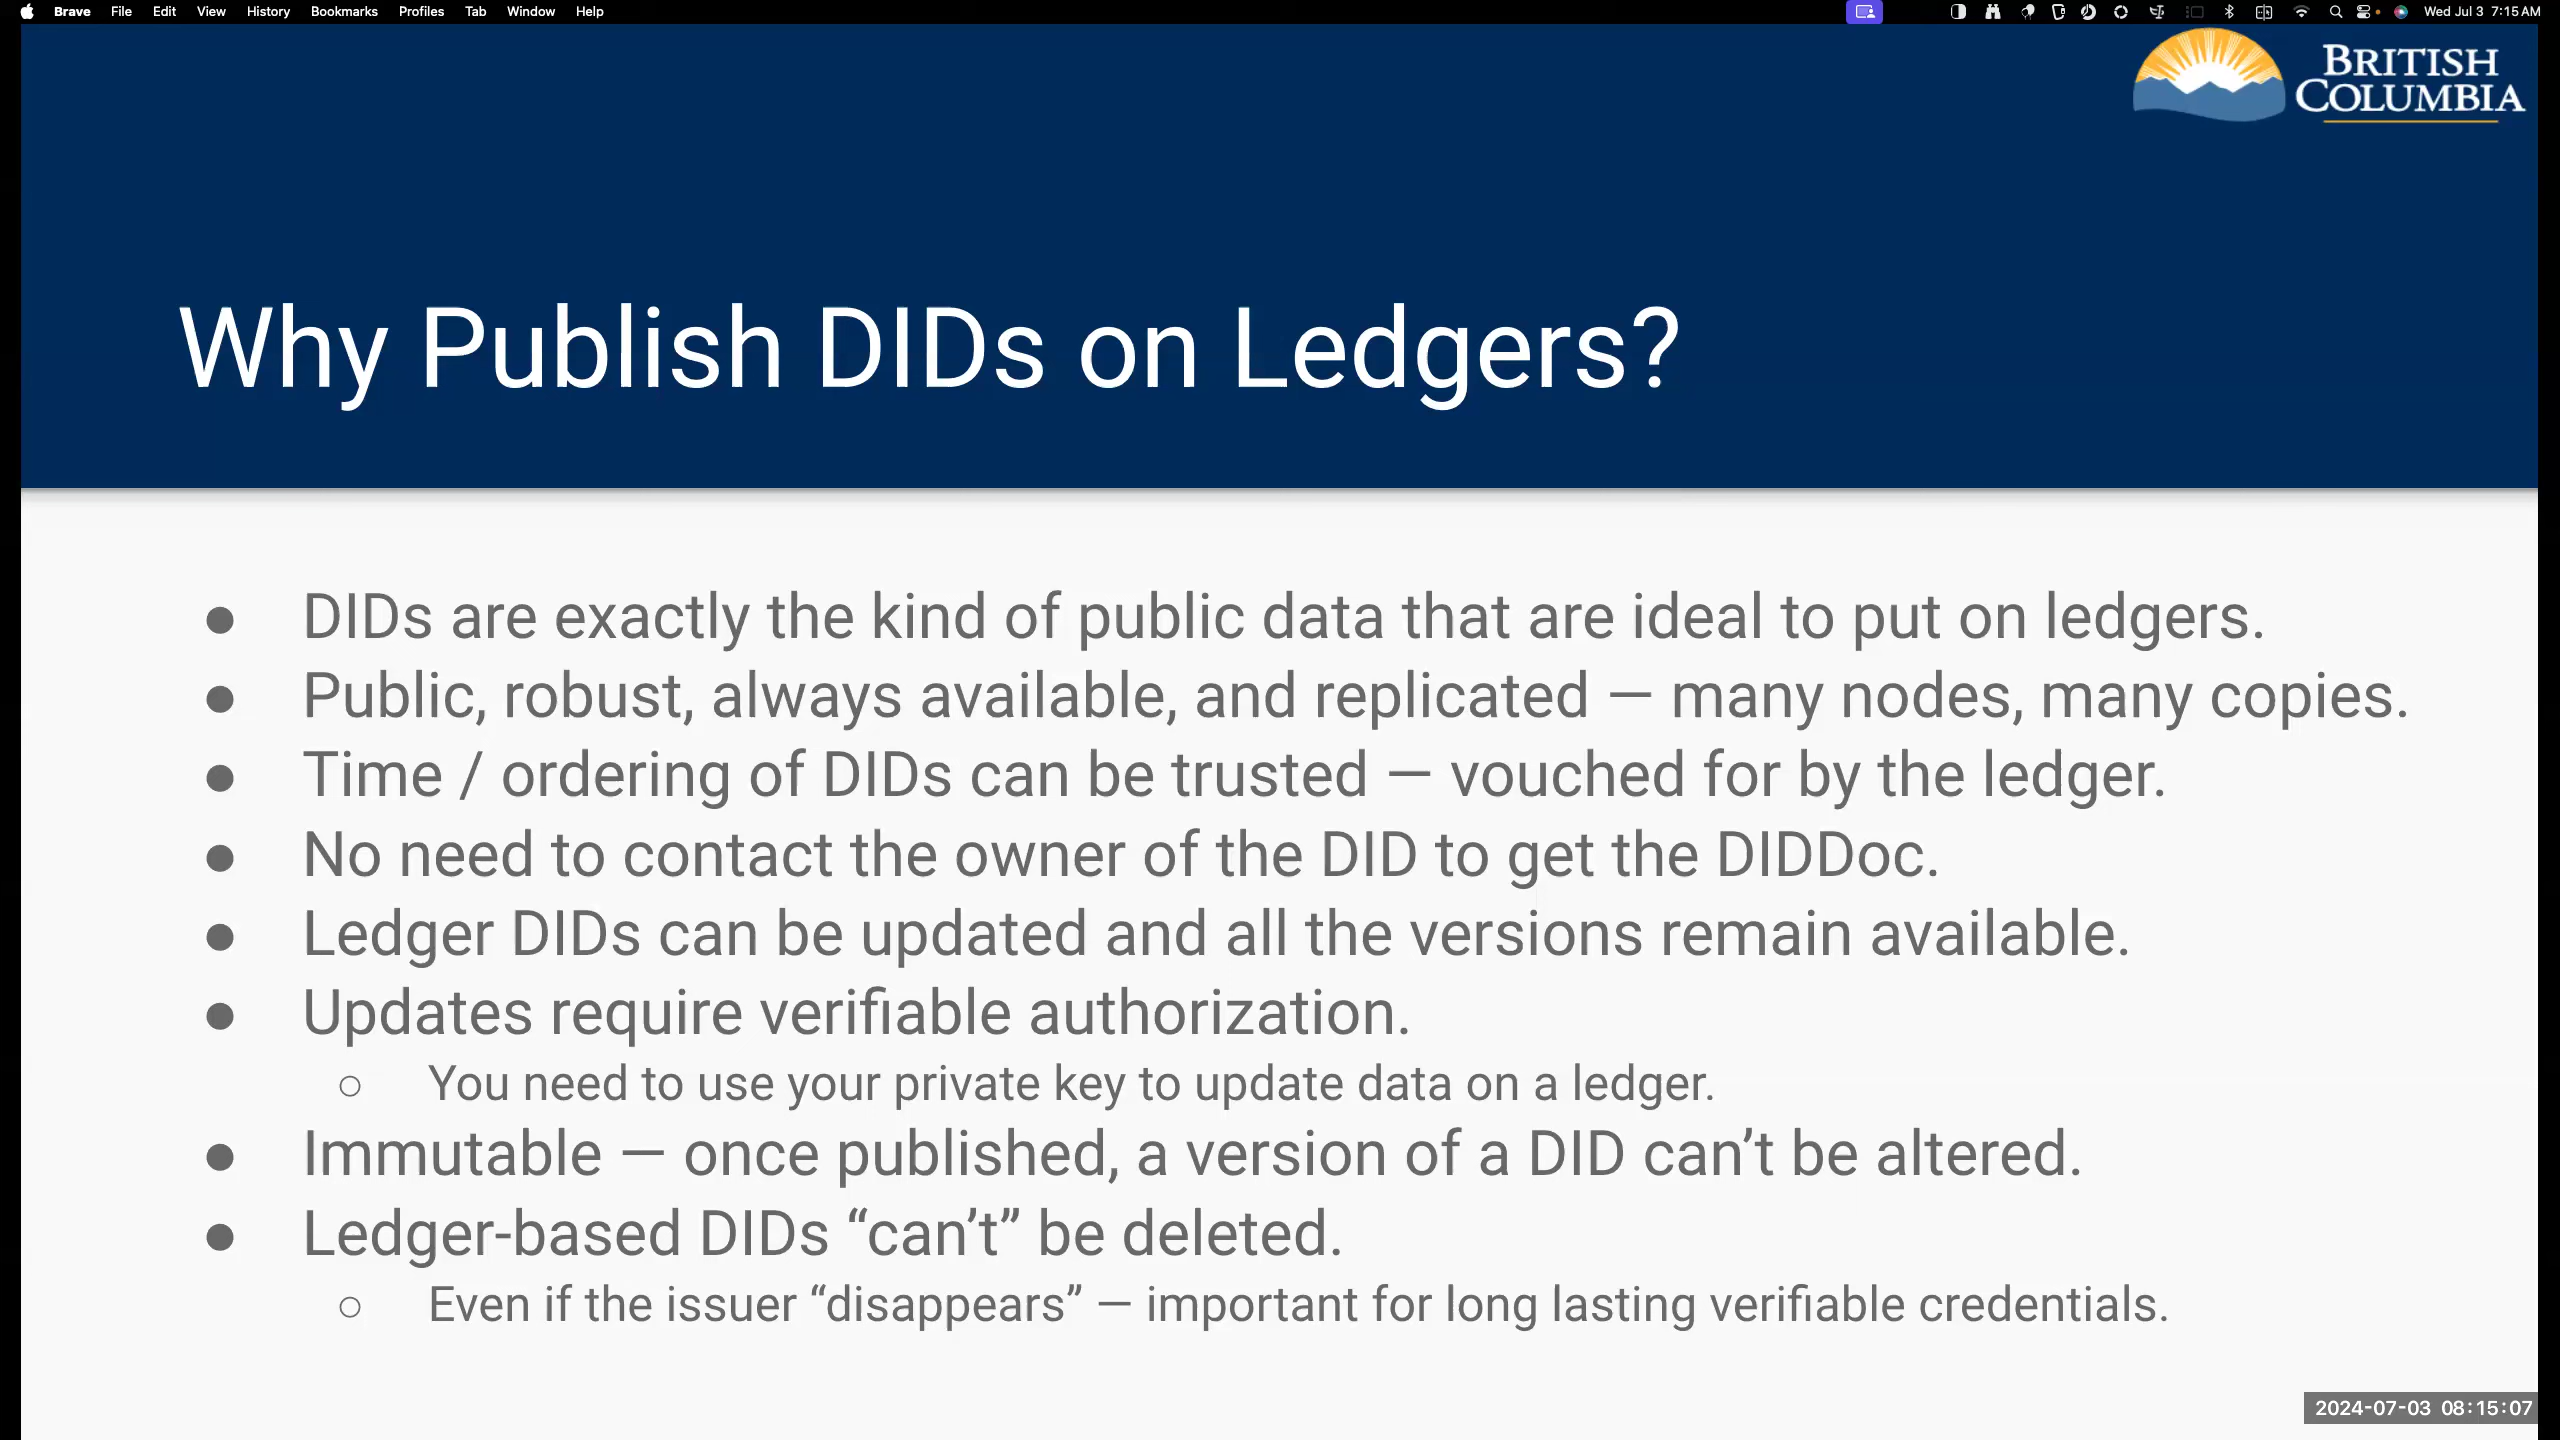 Brave File Edit View History Bookmarks Profiles Tab Window Help Wed Jul 3 7:15 AM
BRITISH
COLUMBIA
Why Publish DIDs on Ledgers?
● DIDs are exactly the kind of public data that are ideal to put on ledgers.
● Public, robust, always available, and replicated — many nodes, many copies.
● Time / ordering of DIDs can be trusted — vouched for by the ledger.
● No need to contact the owner of the DID to get the DIDDoc.
● Ledger DIDs can be updated and all the versions remain available.
● Updates require verifiable authorization.
○ You need to use your private key to update data on a ledger.
● Immutable — once published, a version of a DID can’t be altered.
● Ledger-based DIDs “can’t” be deleted.
○ Even if the issuer “disappears” — important for long lasting verifiable credentials.
2024-07-03 08:15:07